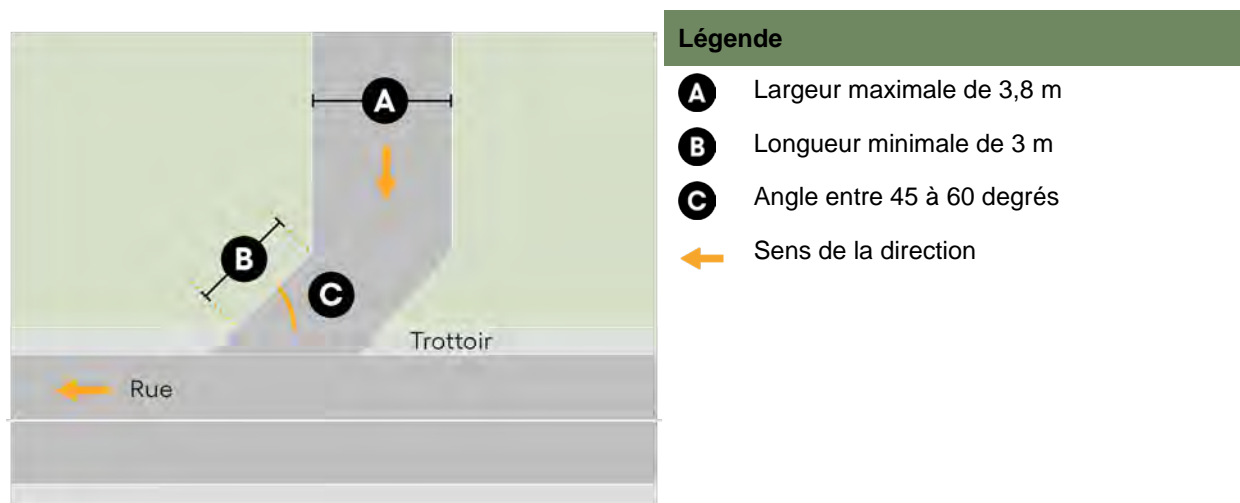 A
B
C
Trottoir
Rue
Légende
A Largeur maximale de 3,8 m
B Longueur minimale de 3 m
C Angle entre 45 à 60 degrés
Sens de la direction